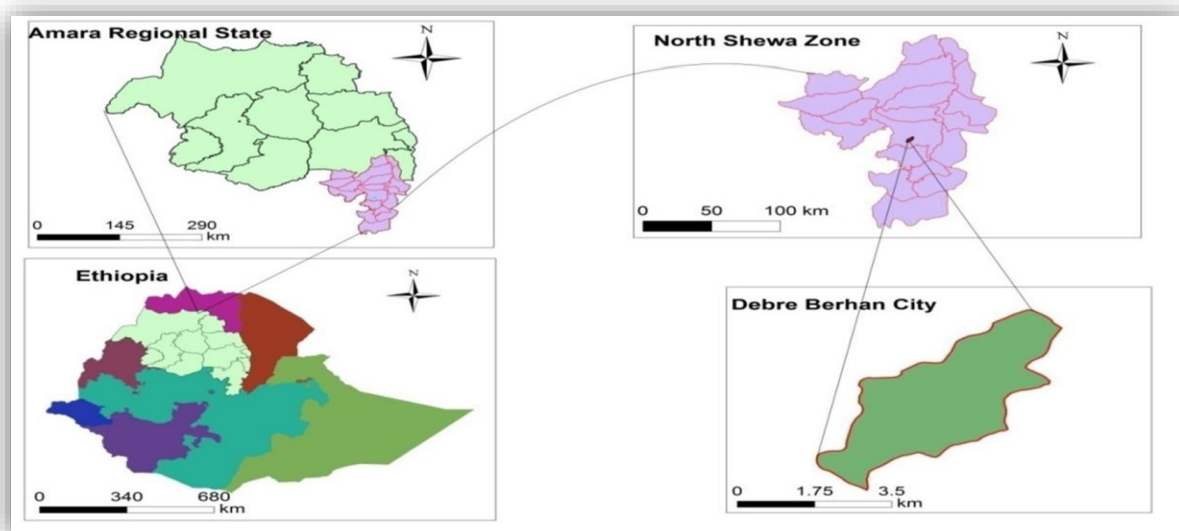 Amara Regional State
N
0 145 290
km
North Shewa Zone
N
0 50 100 km
Ethiopia
N
0 340 680
km
Debre Berhan City
0 1.75 3.5
km